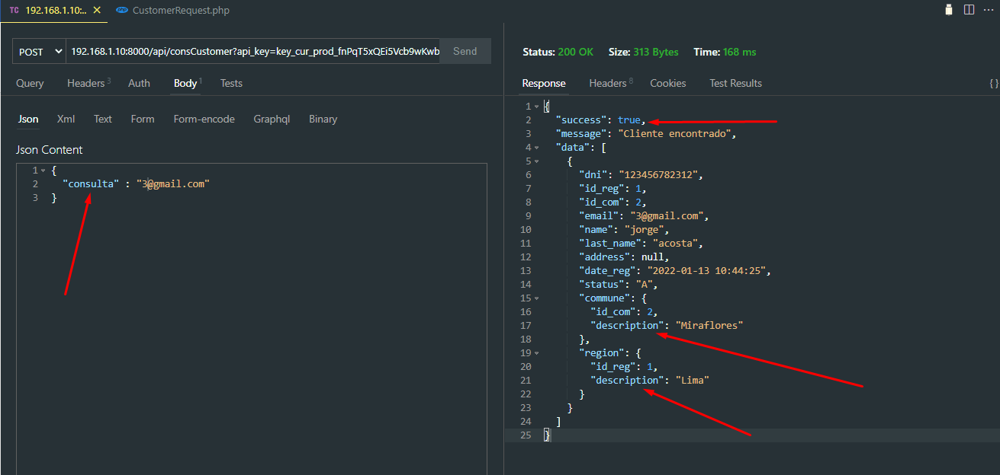 TC 192.168.1.10:.. × php CustomerRequest.php
POST 192.168.1.10:8000/api/consCustomer?api_key=key_cur_prod_fnPqT5xQEi5Vcb9wKwb Send
Query Headers 3 Auth Body 1 Tests
Json Xml Text Form Form-encode Graphql Binary
Json Content
1 {
2 "consulta" : "3@gmail.com"
3 }
Status: 200 OK Size: 313 Bytes Time: 168 ms
Response Headers 8 Cookies Test Results {}
1 {
2 "success": true,
3 "message": "Cliente encontrado",
4 "data": [
5 {
6 "dni": "123456782312",
7 "id_reg": 1,
8 "id_com": 2,
9 "email": "3@gmail.com",
10 "name": "jorge",
11 "last_name": "acosta",
12 "address": null,
13 "date_reg": "2022-01-13 10:44:25",
14 "status": "A",
15 "commune": {
16 "id_com": 2,
17 "description": "Miraflores"
18 },
19 "region": {
20 "id_reg": 1,
21 "description": "Lima"
22 }
23 }
24 ]
25 }